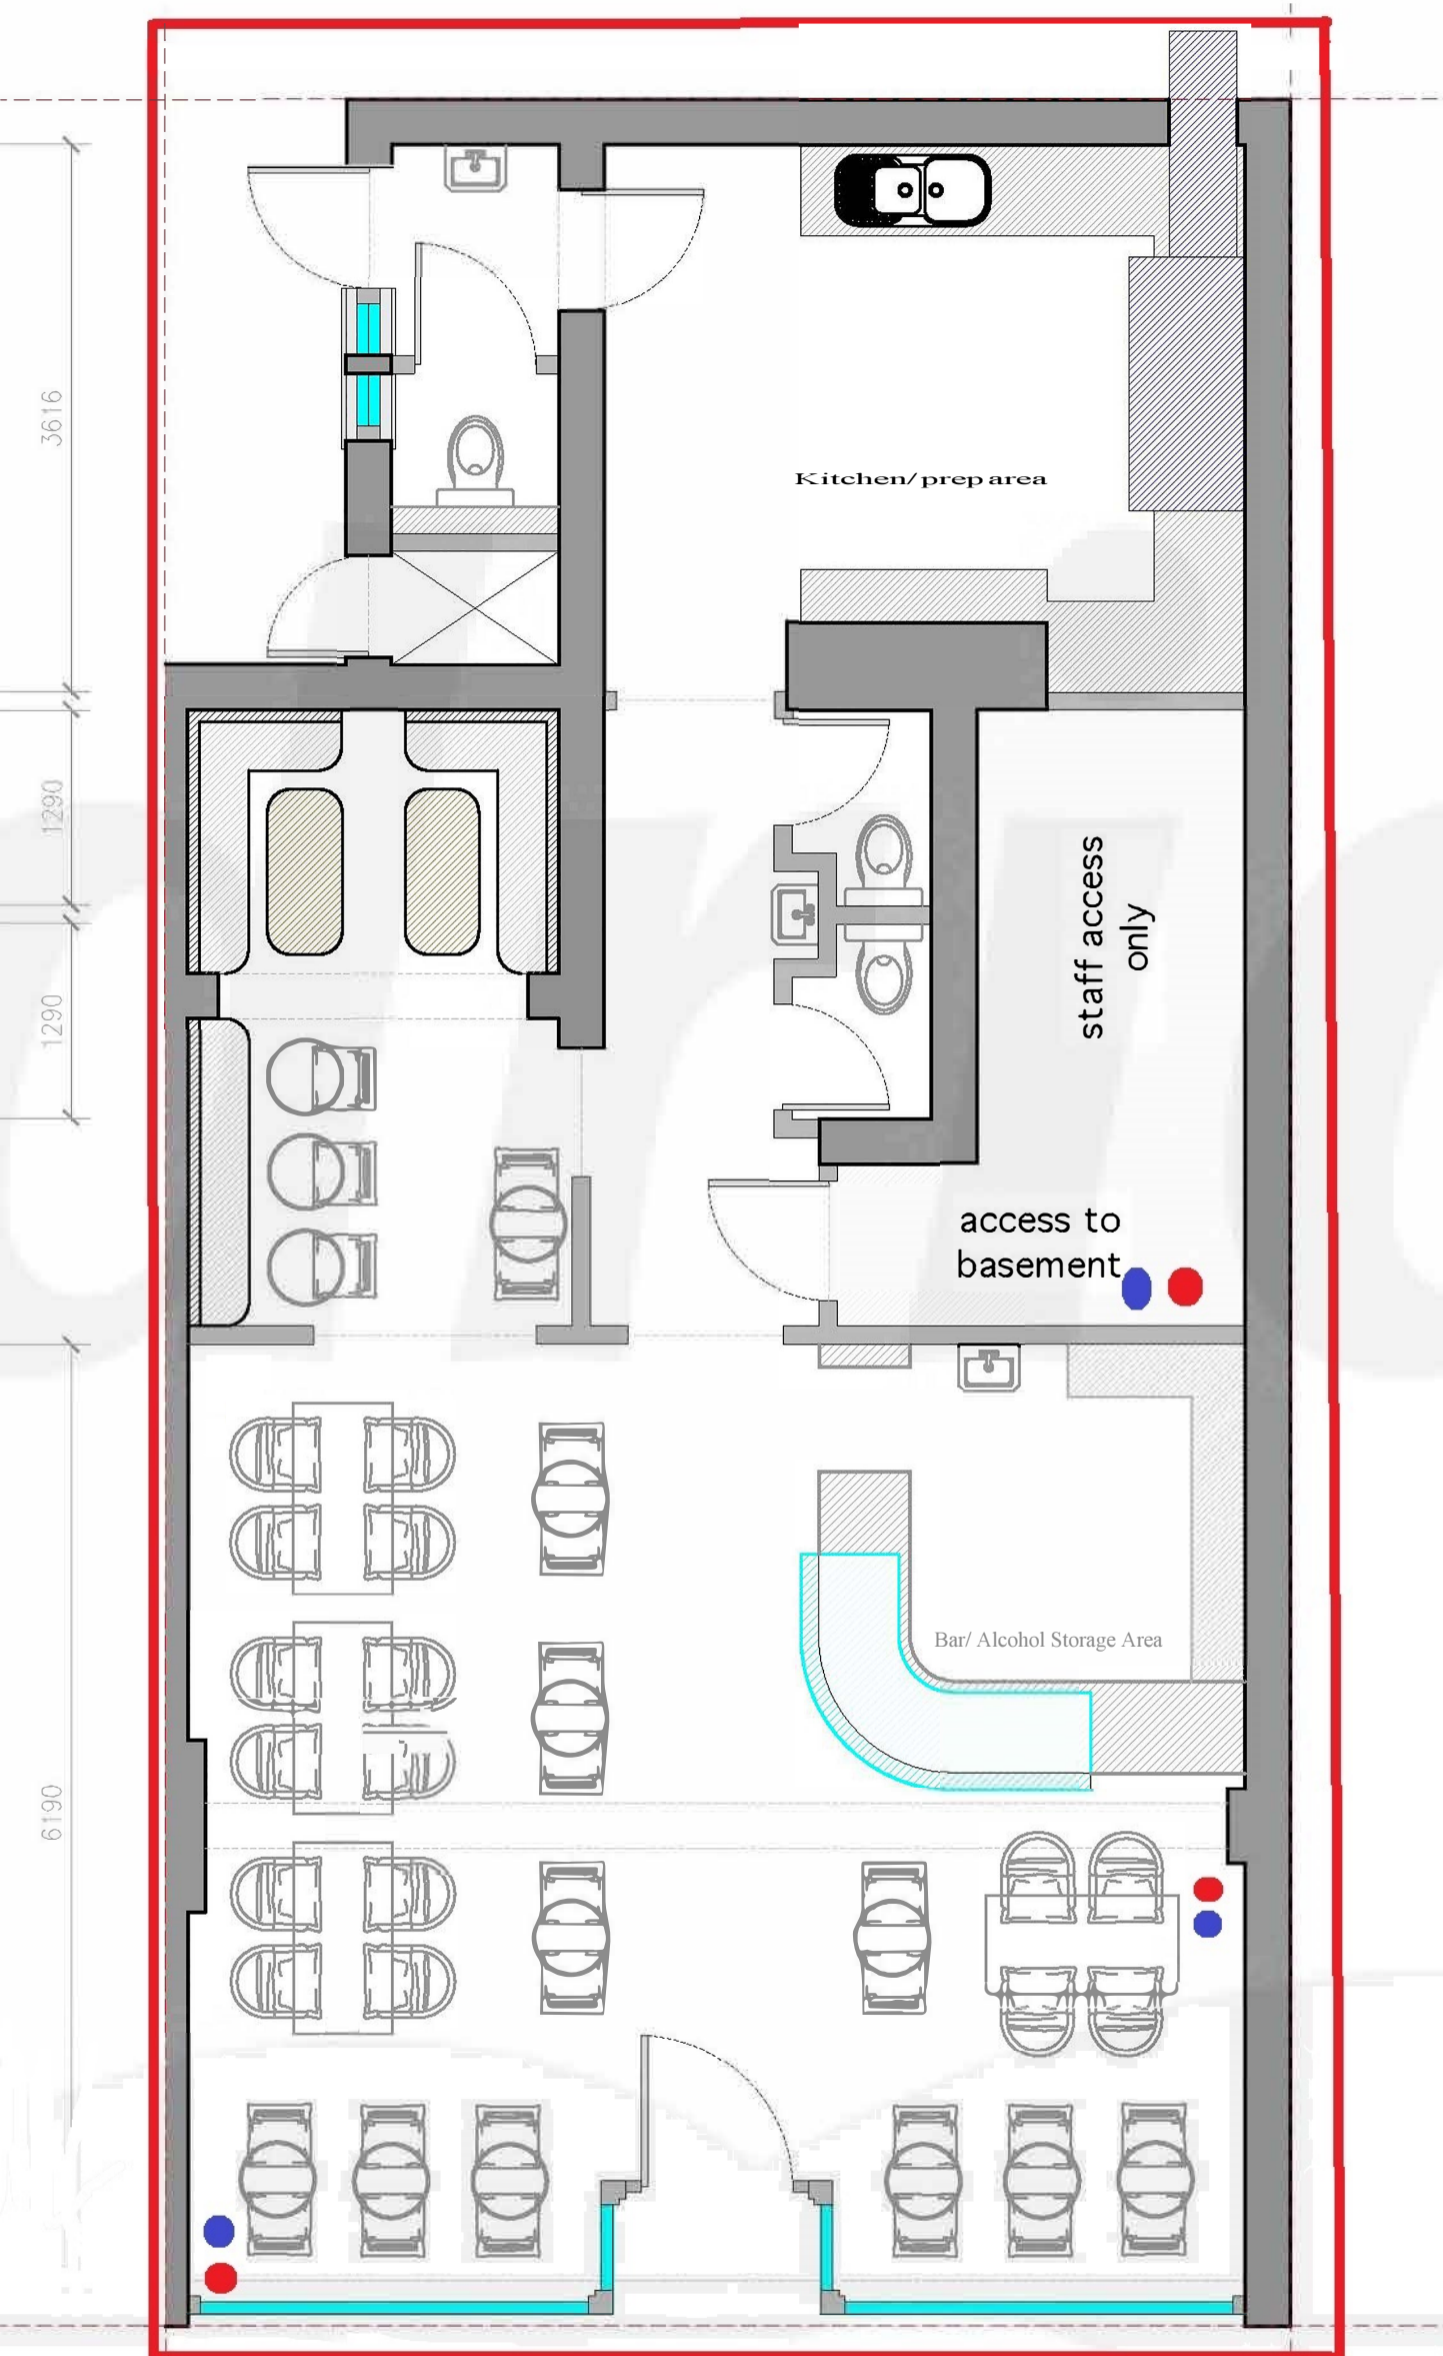 3616
Kitchen/prep area
1290
staff access
only
1290
access to
basement
Bar/ Alcohol Storage Area
6190